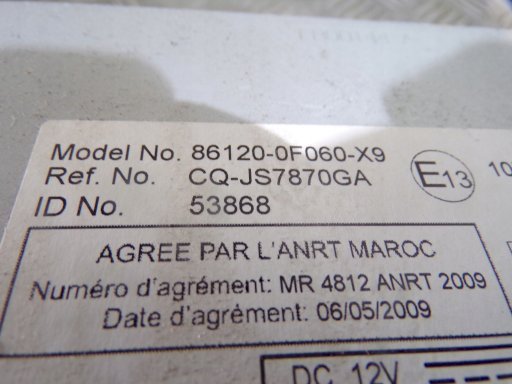 Model No. 86120-0F060-X9
Ref. No. CQ-JS7870GA
ID No. 53868
E13
10
AGREE PAR L'ANRT MAROC
Numéro d'agrément: MR 4812 ANRT 2009
Date d'agrément: 06/05/2009
DC 12V